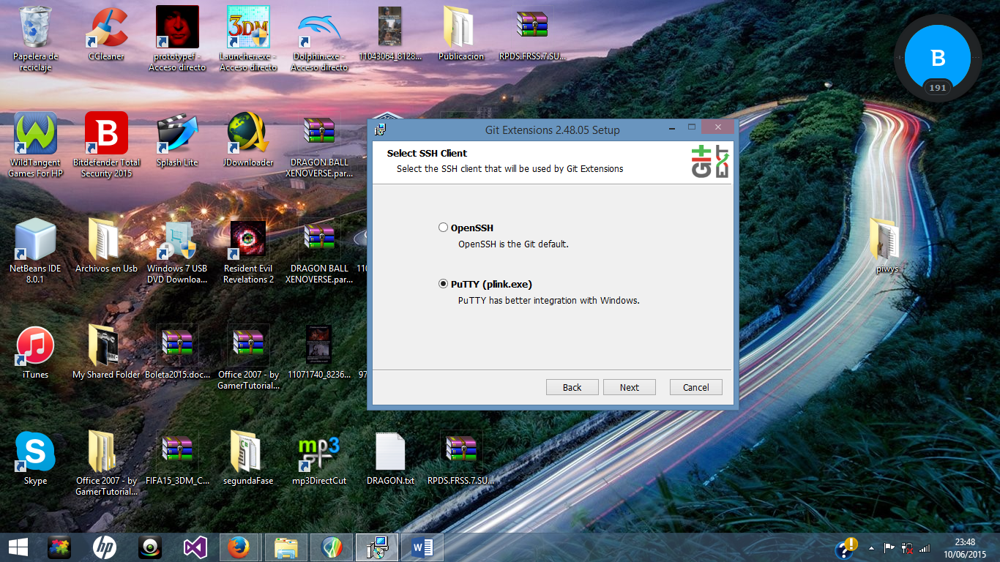 Papelera de
reciclaje
CCleaner
prototypef -
Acceso directo
3DM
Launcher.exe -
Acceso directo
Dolphin.exe -
Acceso directo
11043064_8128...
Publicacion
RPDS.FRSS.7.SU...
B
191
WildTangent
Games For HP
B
Bitdefender Total
Security 2015
Splash Lite
JDownloader
DRAGON BALL
XENOVERSE.par...
Git Extensions 2.48.05 Setup
Select SSH Client
Select the SSH client that will be used by Git Extensions
GIT
EXT
OpenSSH
OpenSSH is the Git default.
PuTTY (plink.exe)
PuTTY has better integration with Windows.
Back
Next
Cancel
NetBeans IDE
8.0.1
Archivos en Usb
Windows 7 USB
DVD Downloa...
Resident Evil
Revelations 2
DRAGON BALL
XENOVERSE.par...
piwys
iTunes
My Shared Folder
Boleta2015.doc...
Office 2007 - by
GamerTutorial...
11071740_8236...
Skype
Office 2007 - by
GamerTutorial...
FIFA15_3DM_C...
segundaFase
mp3
mp3DirectCut
DRAGON.txt
RPDS.FRSS.7.SU...
hp
23:48
10/06/2015